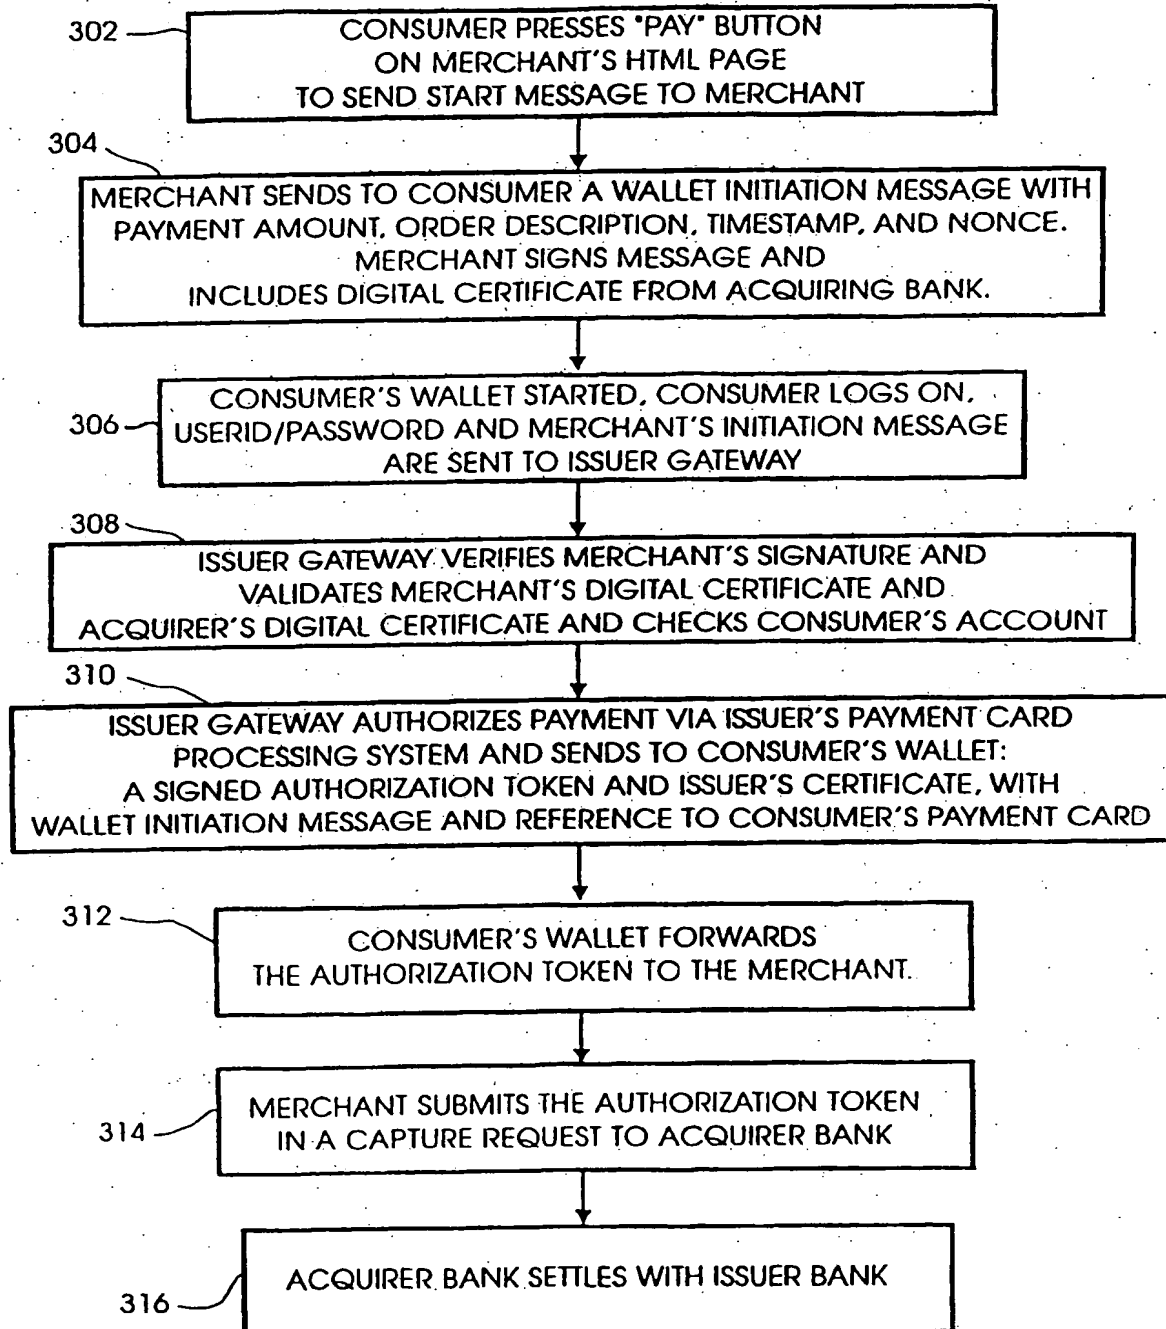 302
CONSUMER PRESSES "PAY" BUTTON
ON MERCHANT'S HTML PAGE
TO SEND START MESSAGE TO MERCHANT
304
MERCHANT SENDS TO CONSUMER A WALLET INITIATION MESSAGE WITH
PAYMENT AMOUNT, ORDER DESCRIPTION, TIMESTAMP, AND NONCE.
MERCHANT SIGNS MESSAGE AND
INCLUDES DIGITAL CERTIFICATE FROM ACQUIRING BANK.
306
CONSUMER'S WALLET STARTED, CONSUMER LOGS ON,
USERID/PASSWORD AND MERCHANT'S INITIATION MESSAGE
ARE SENT TO ISSUER GATEWAY
308
ISSUER GATEWAY VERIFIES MERCHANT'S SIGNATURE AND
VALIDATES MERCHANT'S DIGITAL CERTIFICATE AND
ACQUIRER'S DIGITAL CERTIFICATE AND CHECKS CONSUMER'S ACCOUNT
310
ISSUER GATEWAY AUTHORIZES PAYMENT VIA ISSUER'S PAYMENT CARD
PROCESSING SYSTEM AND SENDS TO CONSUMER'S WALLET:
A SIGNED AUTHORIZATION TOKEN AND ISSUER'S CERTIFICATE, WITH
WALLET INITIATION MESSAGE AND REFERENCE TO CONSUMER'S PAYMENT CARD
312
CONSUMER'S WALLET FORWARDS
THE AUTHORIZATION TOKEN TO THE MERCHANT.
314
MERCHANT SUBMITS THE AUTHORIZATION TOKEN
IN A CAPTURE REQUEST TO ACQUIRER BANK
316
ACQUIRER BANK SETTLES WITH ISSUER BANK